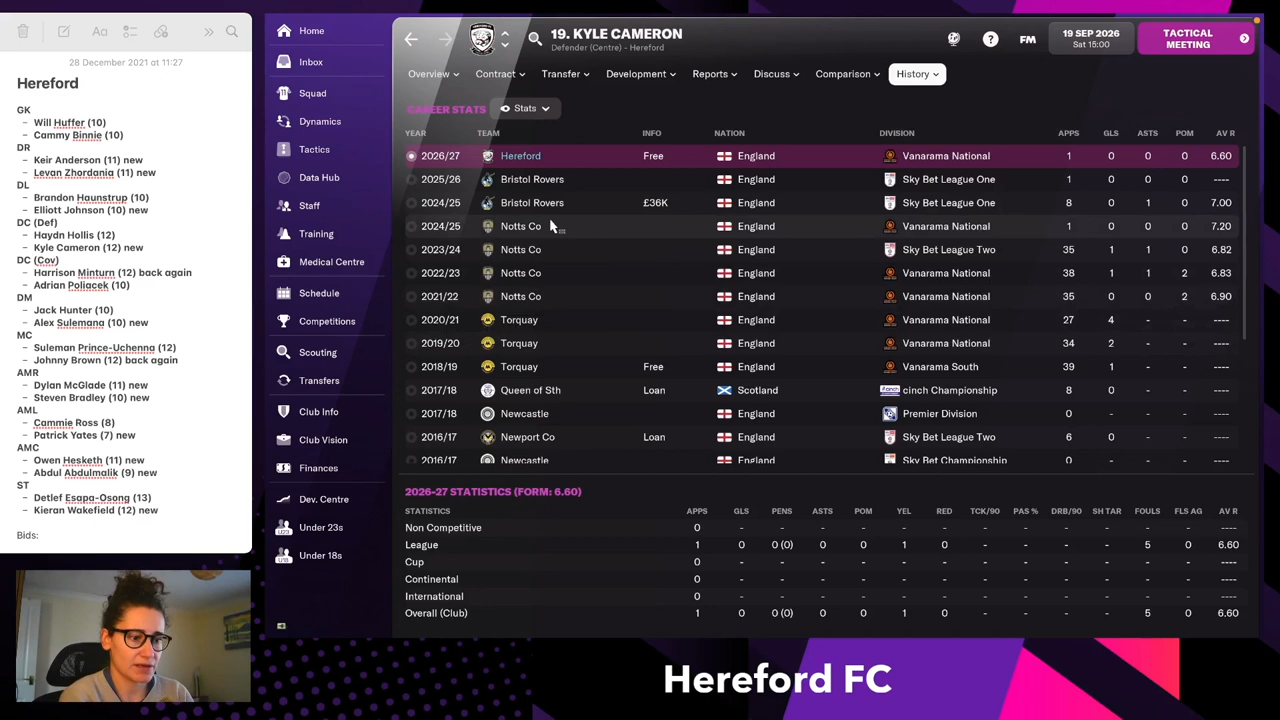 28 December 2021 at 11:27
Hereford
GK
- Will Huffer (10)
- Cammy Binnie (10)
DR
- Keir Anderson (11) new
- Levan Zhordania (11) new
DL
- Brandon Haunstrup (10)
- Elliott Johnson (10) new
DC (Def)
- Haydn Hollis (12)
- Kyle Cameron (12) new
DC (Cov)
- Harrison Minturn (12) back again
- Adrian Poliacek (10)
DM
- Jack Hunter (10)
- Alex Sulemana (10) new
MC
- Suleman Prince-Uchenna (12)
- Johnny Brown (12) back again
AMR
- Dylan McGlade (11) new
- Steven Bradley (10) new
AML
- Cammie Ross (8)
- Patrick Yates (7) new
AMC
- Owen Hesketh (11) new
- Abdul Abdulmalik (9) new
ST
- Detlef Esapa-Osong (13)
- Kieran Wakefield (12) new
Bids:
Home
Inbox
Squad
Dynamics
Tactics
Data Hub
Staff
Training
Medical Centre
Schedule
Competitions
Scouting
Transfers
Club Info
Club Vision
Finances
Dev. Centre
Under 23s
Under 18s
19. KYLE CAMERON
Defender (Centre) - Hereford
FM
19 SEP 2026
Sat 15:00
TACTICAL MEETING
Overview Contract Transfer Development Reports Discuss Comparison History
CAREER STATS Stats
YEAR TEAM INFO NATION DIVISION APPS GLS ASTS POM AV R
2026/27 Hereford Free England Vanarama National 1 0 0 0 6.60
2025/26 Bristol Rovers England Sky Bet League One 1 0 0 0 ----
2024/25 Bristol Rovers £36K England Sky Bet League One 8 0 1 0 7.00
2024/25 Notts Co England Vanarama National 1 0 0 0 7.20
2023/24 Notts Co England Sky Bet League Two 35 1 1 0 6.82
2022/23 Notts Co England Vanarama National 38 1 1 2 6.83
2021/22 Notts Co England Vanarama National 35 0 0 2 6.90
2020/21 Torquay England Vanarama National 27 4 - - ----
2019/20 Torquay England Vanarama National 34 2 - - ----
2018/19 Torquay Free England Vanarama South 39 1 - - ----
2017/18 Queen of Sth Loan Scotland cinch Championship 8 0 - - ----
2017/18 Newcastle England Premier Division 0 - - - ----
2016/17 Newport Co Loan England Sky Bet League Two 6 0 - - ----
2016/17 Newcastle England Sky Bet Championship 0 - - - ----
2026-27 STATISTICS (FORM: 6.60)
STATISTICS APPS GLS PENS ASTS POM YEL RED TCK/90 PAS % DRB/90 SH TAR FOULS FLS AG AV R
Non Competitive 0 - - - - - - - - - - - - ----
League 1 0 0 (0) - - 1 0 - - - - 5 0 6.60
Cup 0 - - - - - - - - - - - - ----
Continental 0 - - - - - - - - - - - - ----
International 0 - - - - - - - - - - - - ----
Overall (Club) 1 0 0 (0) - - 1 0 - - - - 5 0 6.60
Hereford FC